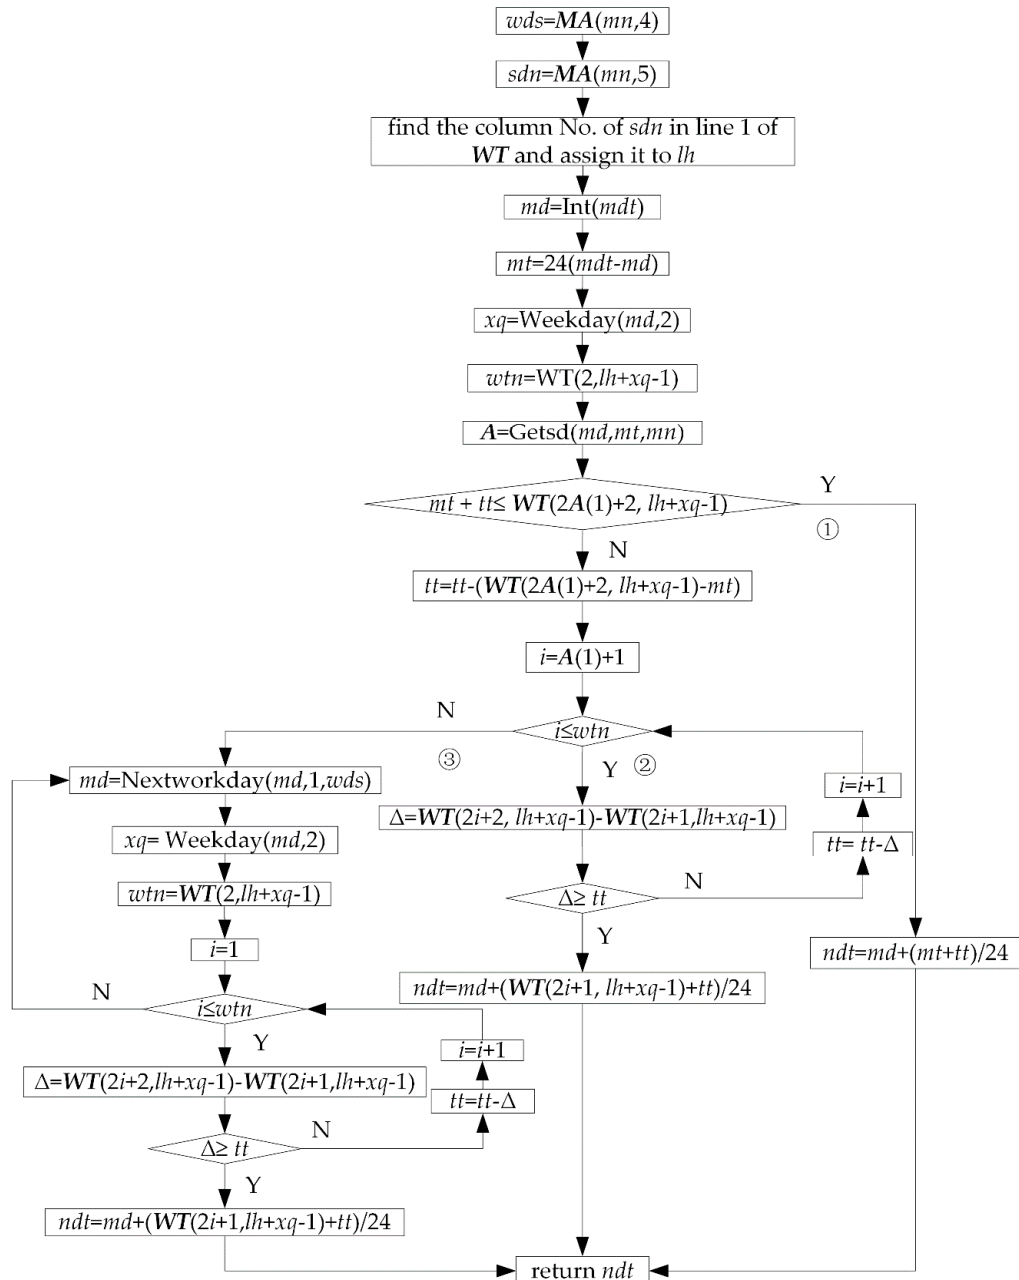 wds=MA(mn,4)
sdn=MA(mn,5)
find the column No. of sdn in line 1 of
WT and assign it to lh
md=Int(mdt)
mt=24(mdt-md)
xq=Weekday(md,2)
wtn=WT(2,lh+xq-1)
A=Getsd(md,mt,mn)
mt + tt≤ WT(2A(1)+2, lh+xq-1)
Y
①
N
tt=tt-(WT(2A(1)+2, lh+xq-1)-mt)
i=A(1)+1
N
i≤wtn
③
Y
②
md=Nextworkday(md,1,wds)
i=i+1
Δ=WT(2i+2, lh+xq-1)-WT(2i+1,lh+xq-1)
xq= Weekday(md,2)
tt= tt-Δ
wtn=WT(2,lh+xq-1)
Δ≥ tt
N
Y
i=1
ndt=md+(mt+tt)/24
ndt=md+(WT(2i+1, lh+xq-1)+tt)/24
N
i≤wtn
Y
i=i+1
Δ=WT(2i+2,lh+xq-1)-WT(2i+1,lh+xq-1)
tt=tt-Δ
Δ≥ tt
N
Y
ndt=md+(WT(2i+1,lh+xq-1)+tt)/24
return ndt